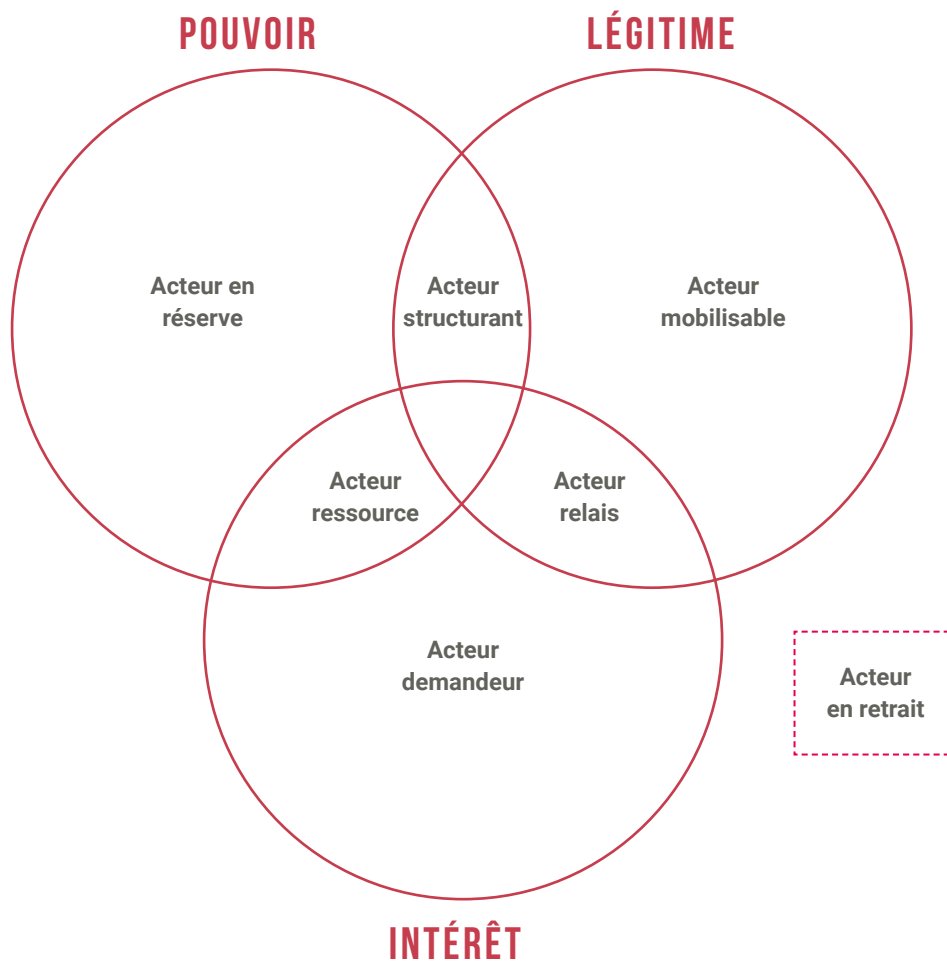 POUVOIR
LÉGITIME
Acteur en
réserve
Acteur
structurant
Acteur
mobilisable
Acteur
ressource
Acteur
relais
Acteur
demandeur
Acteur
en retrait
INTÉRÊT